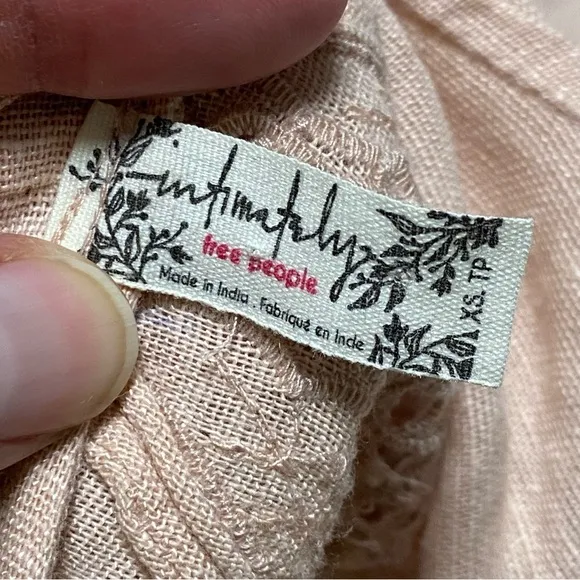 intimately
free people
Made in India . Fabriqué en Inde
XS. TP